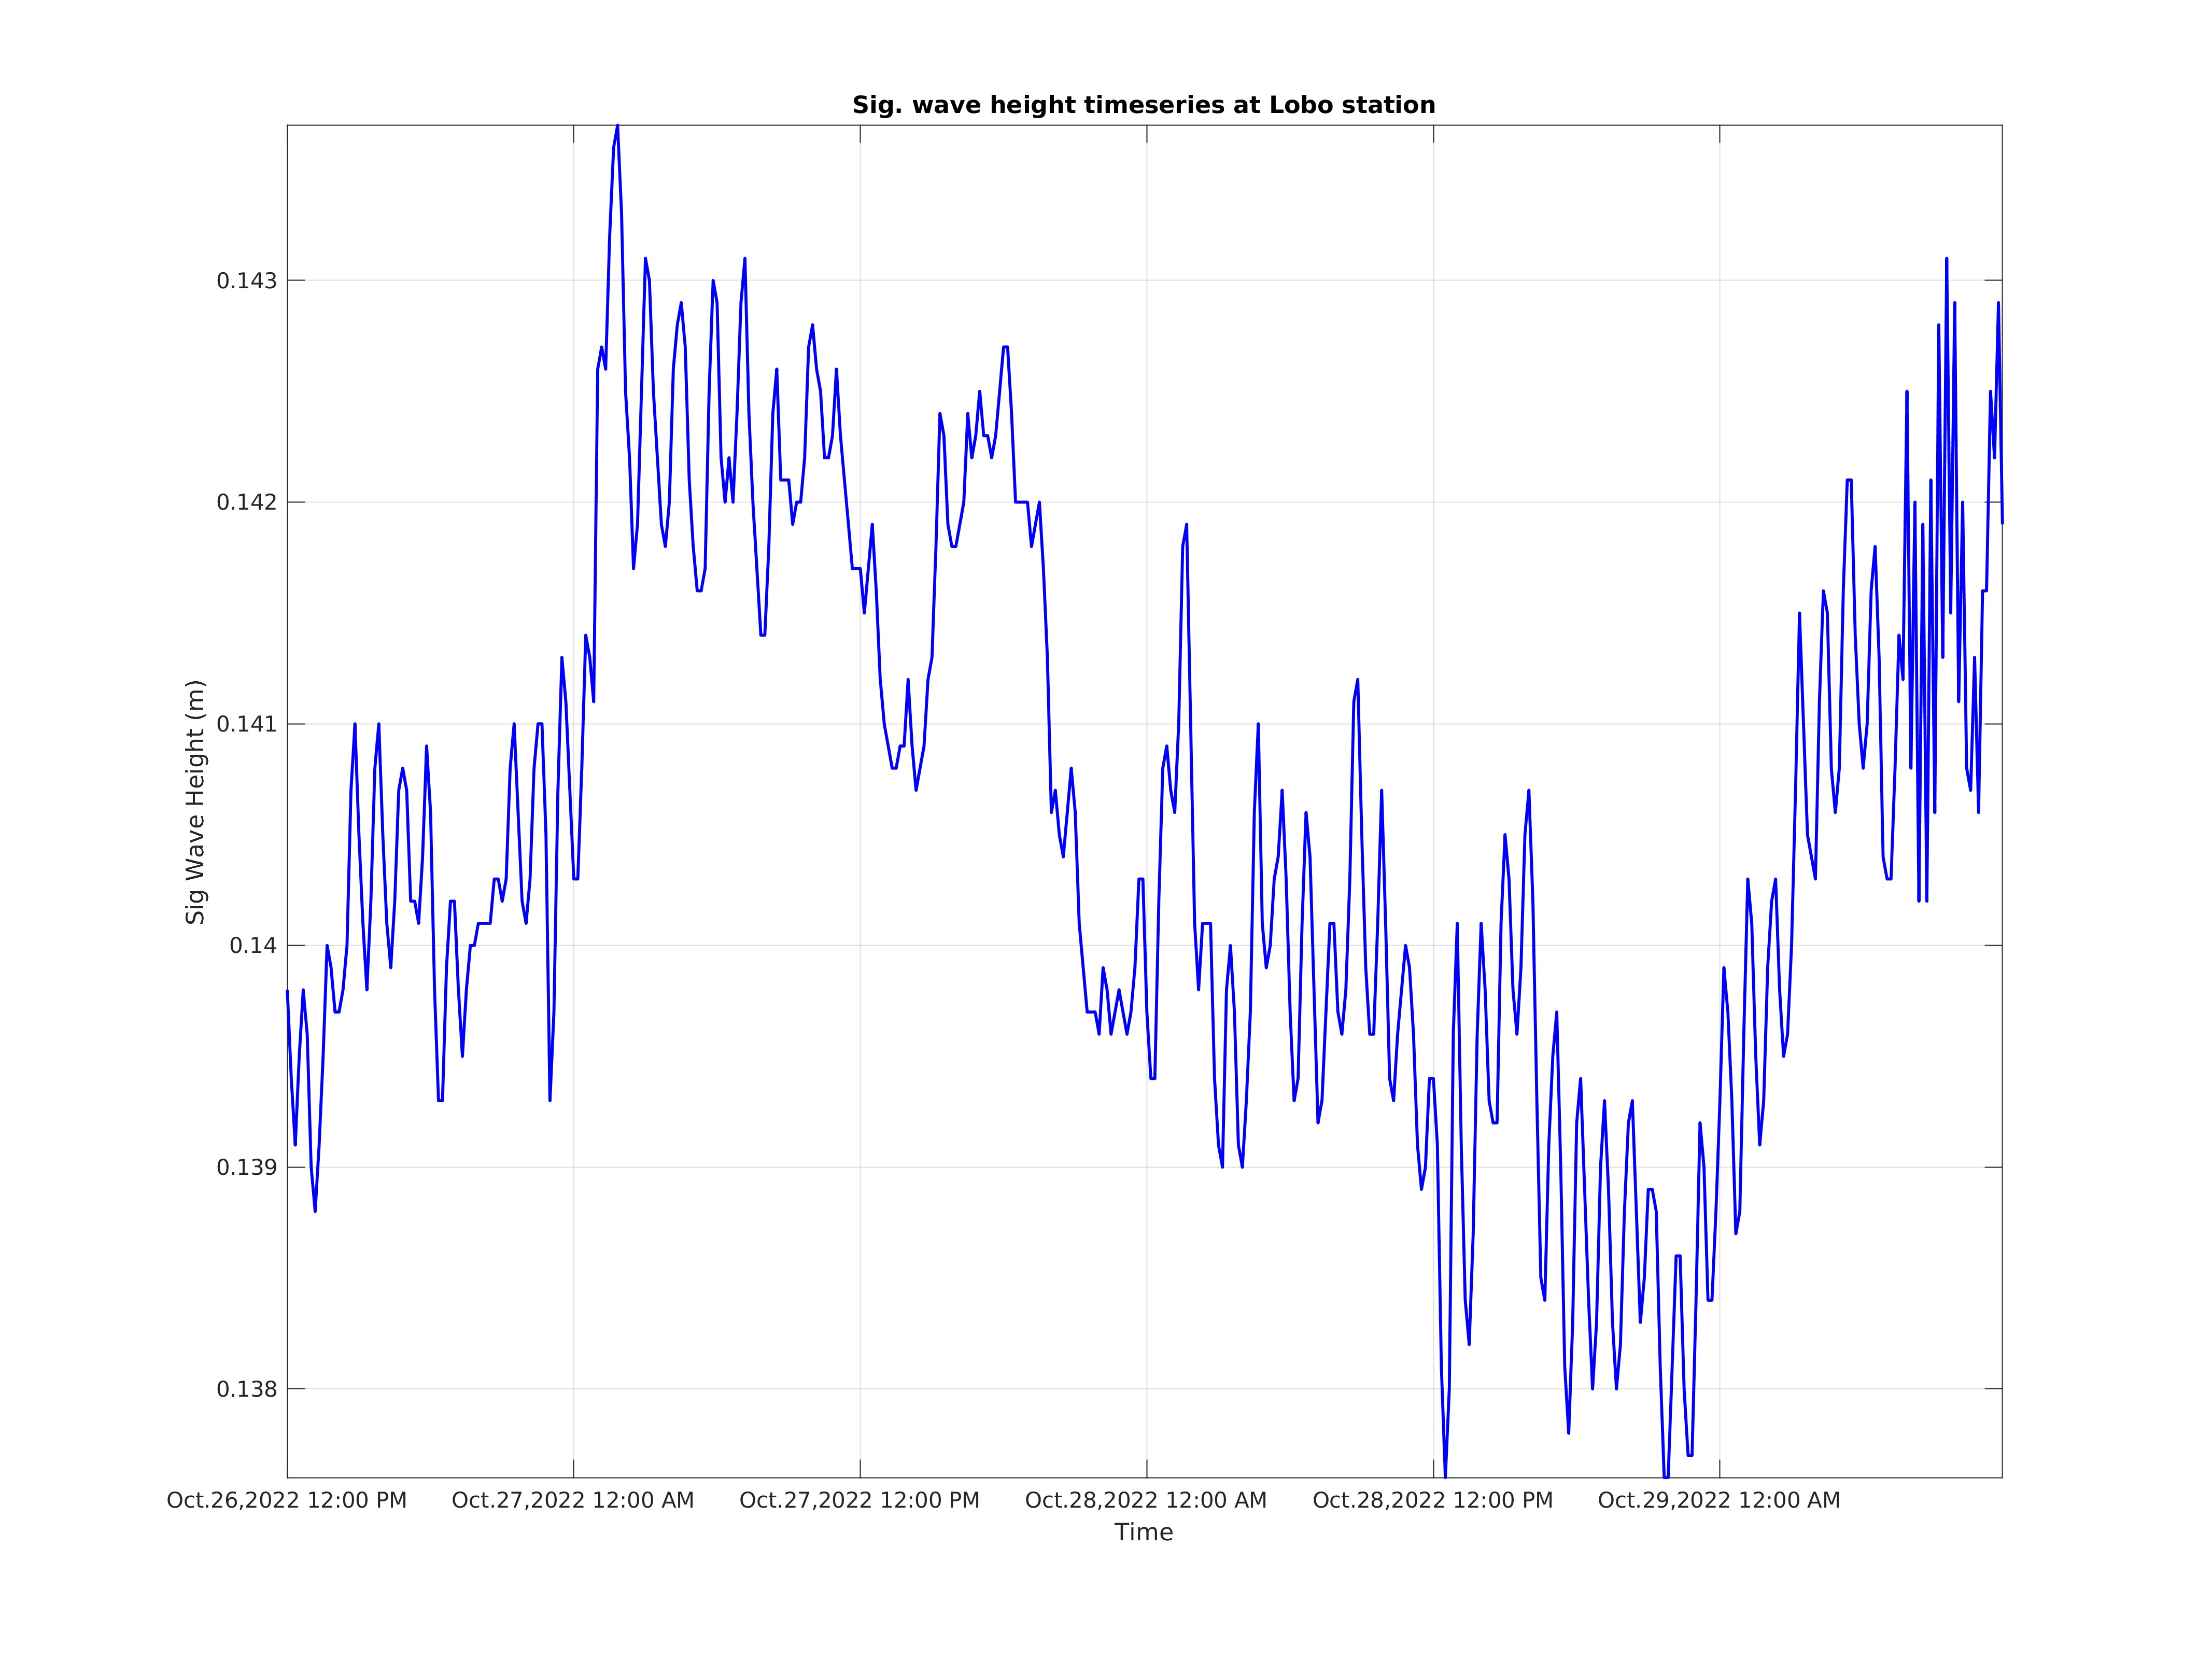 Sig. wave height timeseries at Lobo station
0.143
0.142
0.141
0.14
0.139
0.138
Sig Wave Height (m)
Oct.26,2022 12:00 PM
Oct.27,2022 12:00 AM
Oct.27,2022 12:00 PM
Oct.28,2022 12:00 AM
Oct.28,2022 12:00 PM
Oct.29,2022 12:00 AM
Time